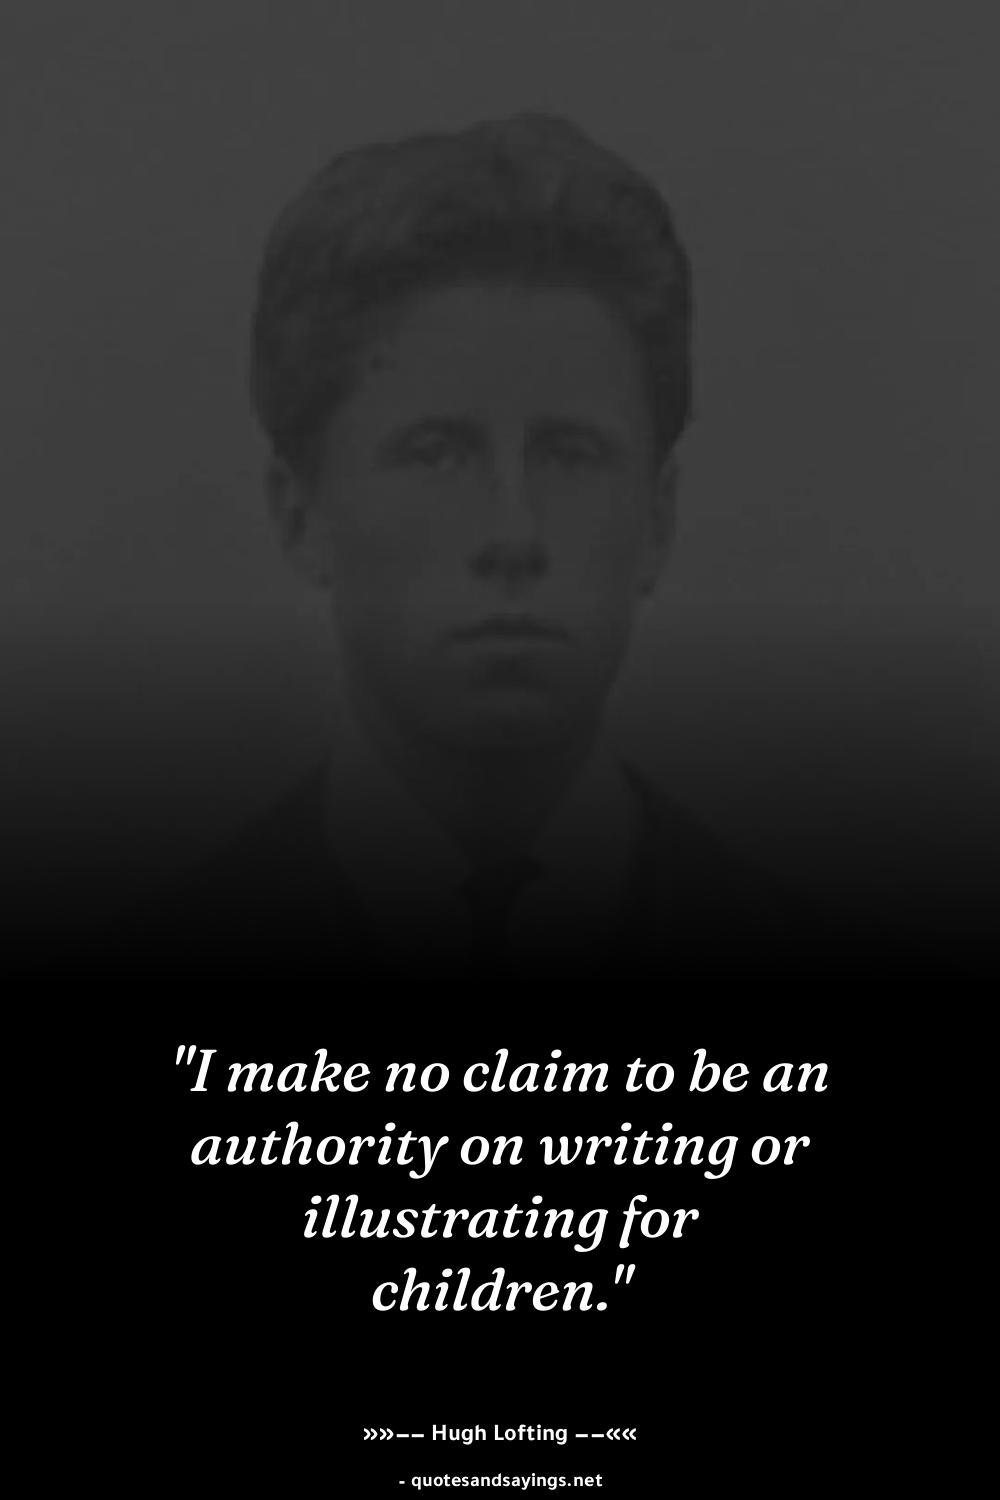 "I make no claim to be an
authority on writing or
illustrating for
children."
»»–– Hugh Lofting ––««
- quotesandsayings.net